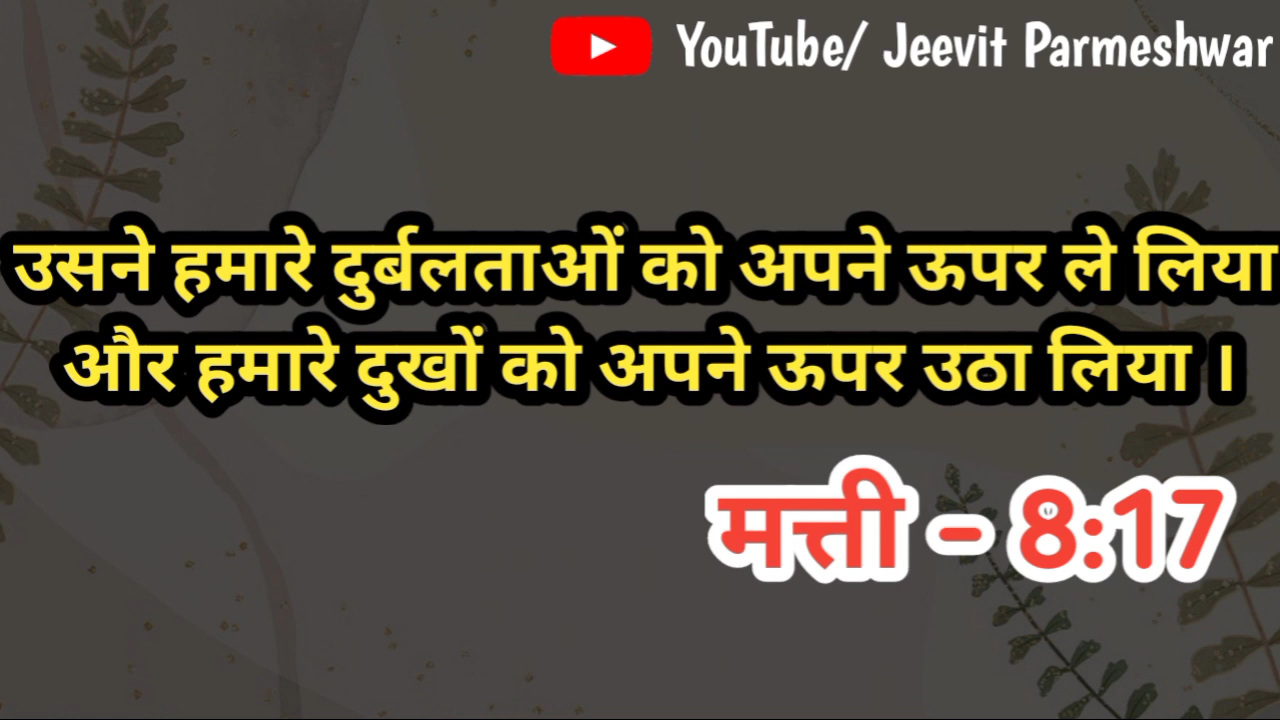 YouTube/ Jeevit Parmeshwar
उसने हमारे दुर्बलताओं को अपने ऊपर ले लिया
और हमारे दुखों को अपने ऊपर उठा लिया ।
मत्ती - 8:17